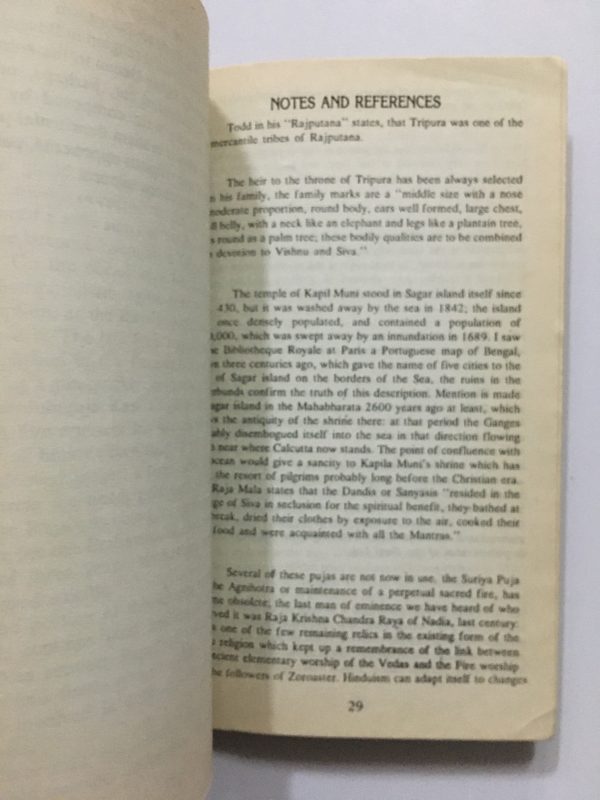 NOTES AND REFERENCES
Todd in his "Rajputana" states, that Tripura was one of the
mercantile tribes of Rajputana.
The heir to the throne of Tripura has been always selected
his family, the family marks are a "middle size with a nose
moderate proportion, round body, ears well formed, large chest,
belly, with a neck like an elephant and legs like a plantain tree,
round as a palm tree; these bodily qualities are to be combined
devotion to Vishnu and Siva."
The temple of Kapil Muni stood in Sagar island itself since
430, but it was washed away by the sea in 1842; the island
once densely populated, and contained a population of
,000, which was swept away by an innundation in 1689. I saw
Bibliotheque Royale at Paris a Portuguese map of Bengal,
three centuries ago, which gave the name of five cities to the
of Sagar island on the borders of the Sea, the ruins in the
confirm the truth of this description. Mention is made
island in the Mahabharata 2600 years ago at least, which
the antiquity of the shrine there: at that period the Ganges
disembogued itself into the sea in that direction flowing
near where Calcutta now stands. The point of confluence with
ocean would give a sancity to Kapila Muni's shrine which has
the resort of pilgrims probably long before the Christian era.
Raja Mala states that the Dandis or Sanyasis "resided in the
of Siva in seclusion for the spiritual benefit, they bathed at
break, dried their clothes by exposure to the air, cooked their
food and were acquainted with all the Mantras."
Several of these pujas are not now in use, the Suriya Puja
Agnihotra or maintenance of a perpetual sacred fire, has
obsolete; the last man of eminence we have heard of who
it was Raja Krishna Chandra Raya of Nadia, last century:
one of the few remaining relics in the existing form of the
religion which kept up a remembrance of the link between
elementary worship of the Vedas and the Fire worship
followers of Zoroaster. Hinduism can adapt itself to changes
29